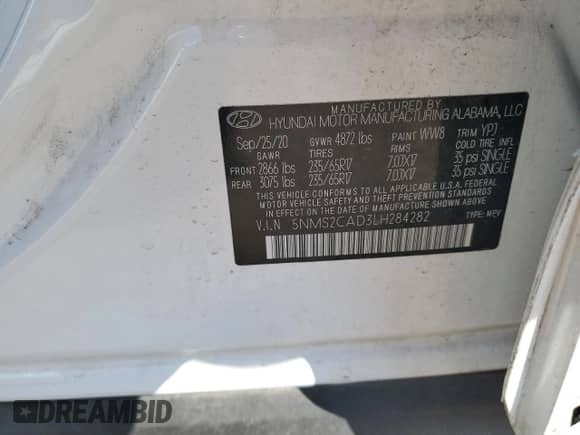 MANUFACTURED BY
HYUNDAI MOTOR MANUFACTURING ALABAMA, LLC
Sep/25/20 GVWR 4872 lbs PAINT WW8 TRIM YPJ
GAWR TIRES RIMS COLD TIRE INFL
FRONT 2866 lbs 235/65R17 7.0JX17 35 psi SINGLE
REAR 3075 lbs 235/65R17 7.0JX17 35 psi SINGLE
THIS VEHICLE CONFORMS TO ALL APPLICABLE U.S.A. FEDERAL
MOTOR VEHICLE SAFETY AND THEFT PREVENTION STANDARDS
IN EFFECT ON THE DATE OF MANUFACTURE SHOWN ABOVE.
V.I.N 5NMS2CAD3LH284282 TYPE: MPV
DREAMBID